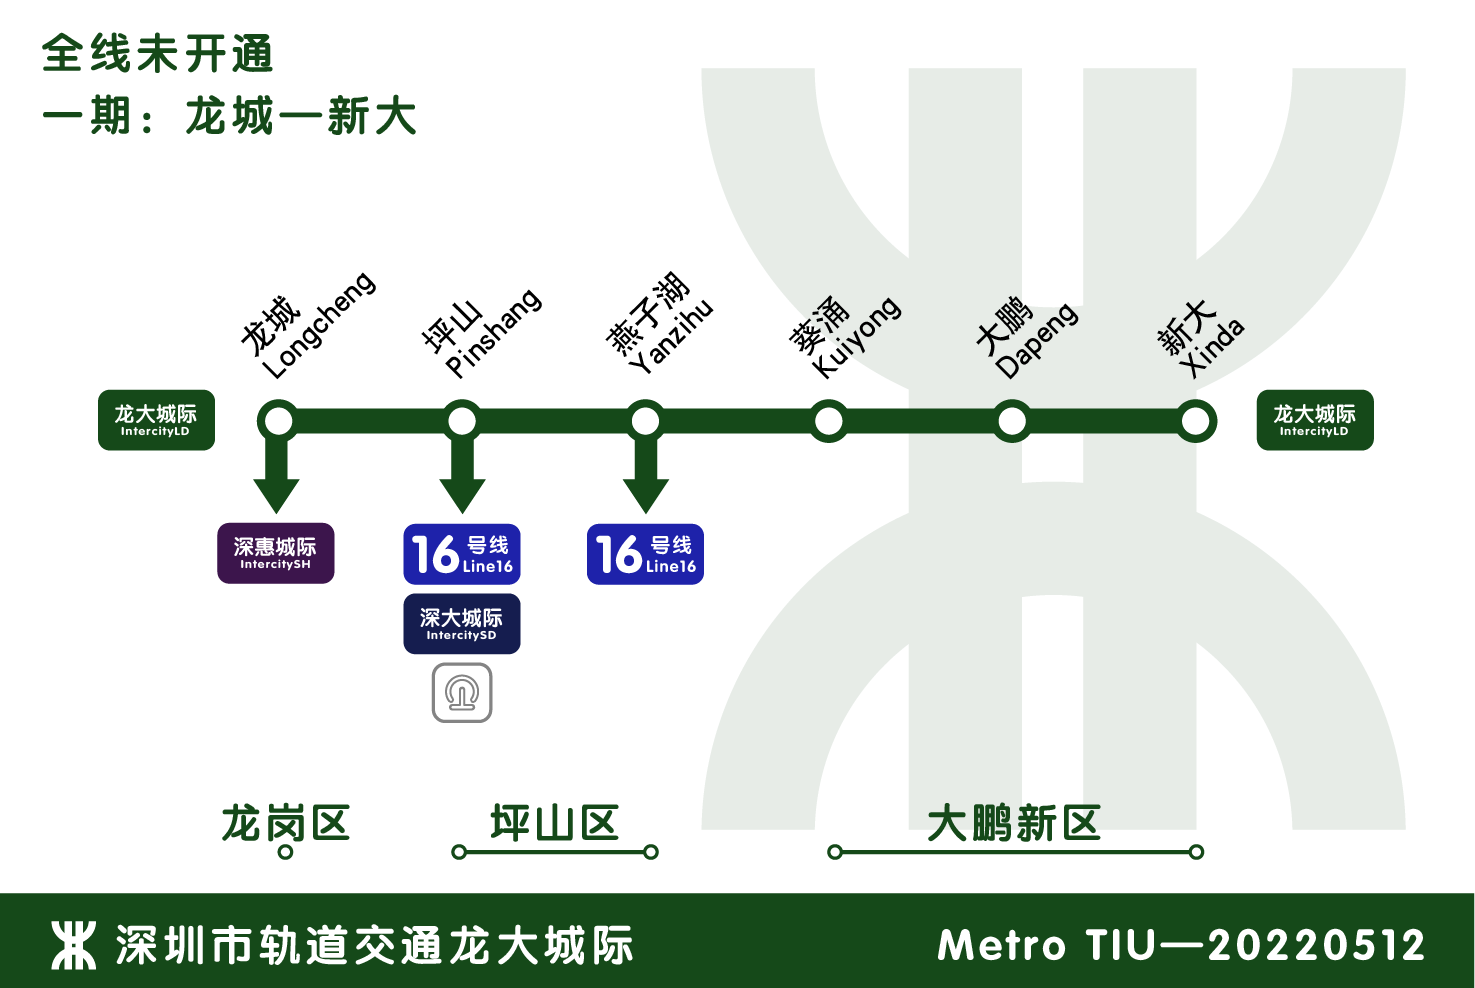 全线未开通
一期：龙城—新大
龙城
Longcheng
坪山
Pinshang
燕子湖
Yanzihu
葵涌
Kuiyong
大鹏
Dapeng
新大
Xinda
龙大城际
IntercityLD
龙大城际
IntercityLD
深惠城际
IntercitySH
16号线
Line16
16号线
Line16
深大城际
IntercitySD
龙岗区
坪山区
大鹏新区
深圳市轨道交通龙大城际
Metro TIU—20220512